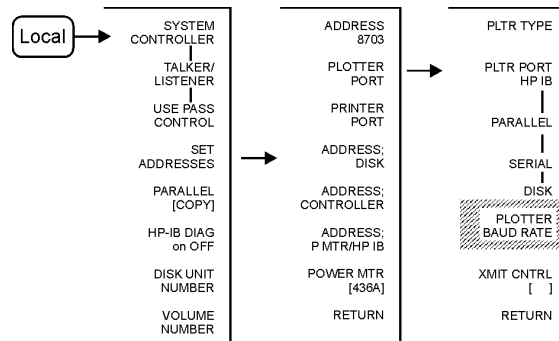 Local
SYSTEM
CONTROLLER
TALKER/
LISTENER
USE PASS
CONTROL
SET
ADDRESSES
PARALLEL
[COPY]
HP-IB DIAG
on OFF
DISK UNIT
NUMBER
VOLUME
NUMBER
ADDRESS
8703
PLOTTER
PORT
PRINTER
PORT
ADDRESS;
DISK
ADDRESS;
CONTROLLER
ADDRESS;
P MTR/HP IB
POWER MTR
[436A]
RETURN
PLTR TYPE
PLTR PORT
HP IB
PARALLEL
SERIAL
DISK
PLOTTER
BAUD RATE
XMIT CNTRL
[ ]
RETURN